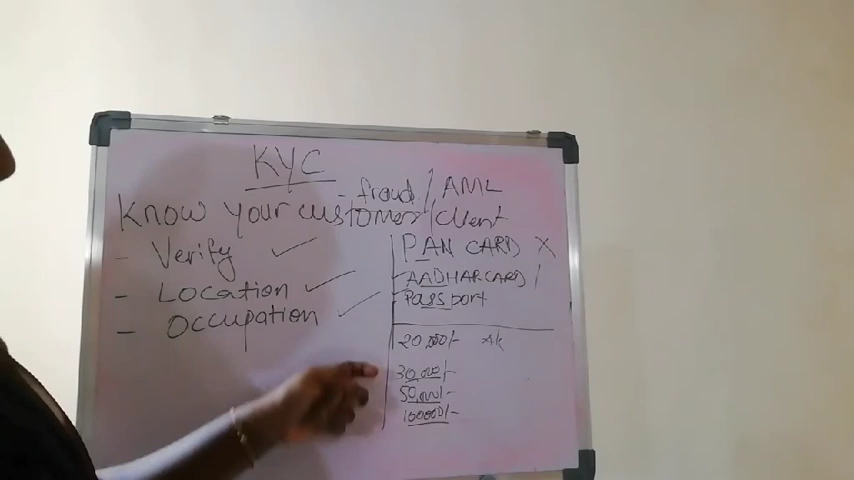 KYC
- fraud / AML
Know your customer / client
- Verify ✓
- Location ✓
- Occupation ✓
PAN CARD X
AADHAR CARD /
Passport
20,000/-
30,000/-
50,000/-
100000/-